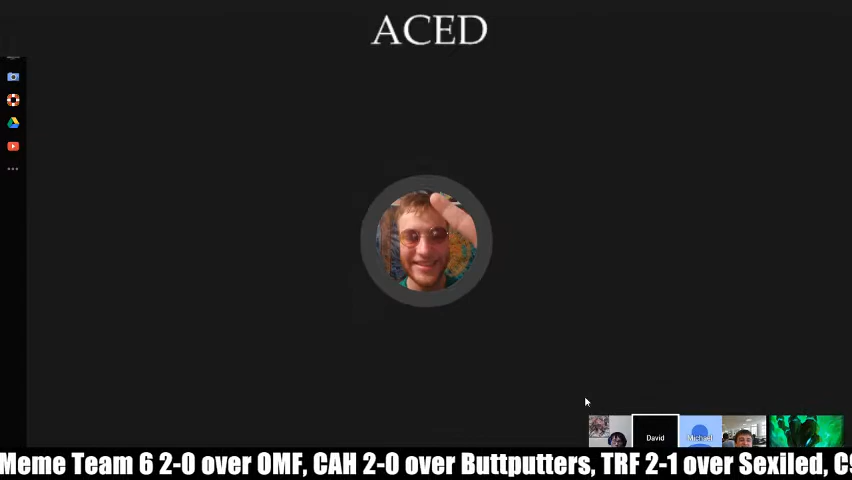 ACED
David
Michael
Meme Team 6 2-0 over OMF, CAH 2-0 over Buttputters, TRF 2-1 over Sexiled, C9